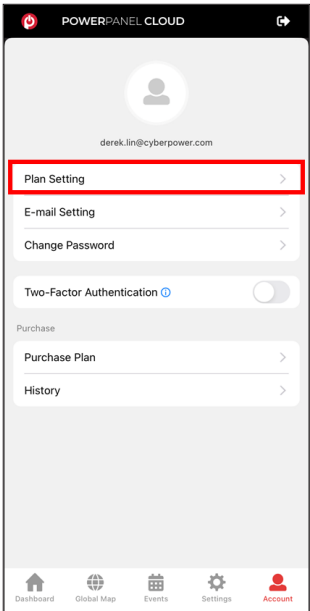 POWERPANEL CLOUD
derek.lin@cyberpower.com
Plan Setting
E-mail Setting
Change Password
Two-Factor Authentication
Purchase
Purchase Plan
History
Dashboard Global Map Events Settings Account